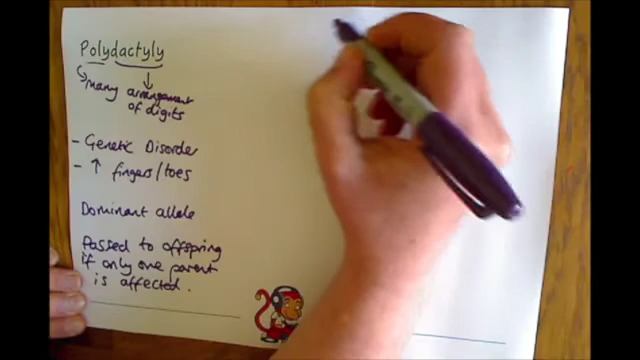 Polydactyly
many arrangement
of digits
- Genetic Disorder
- ↑ fingers/toes
Dominant allele
Passed to offspring
if only one parent
is affected.